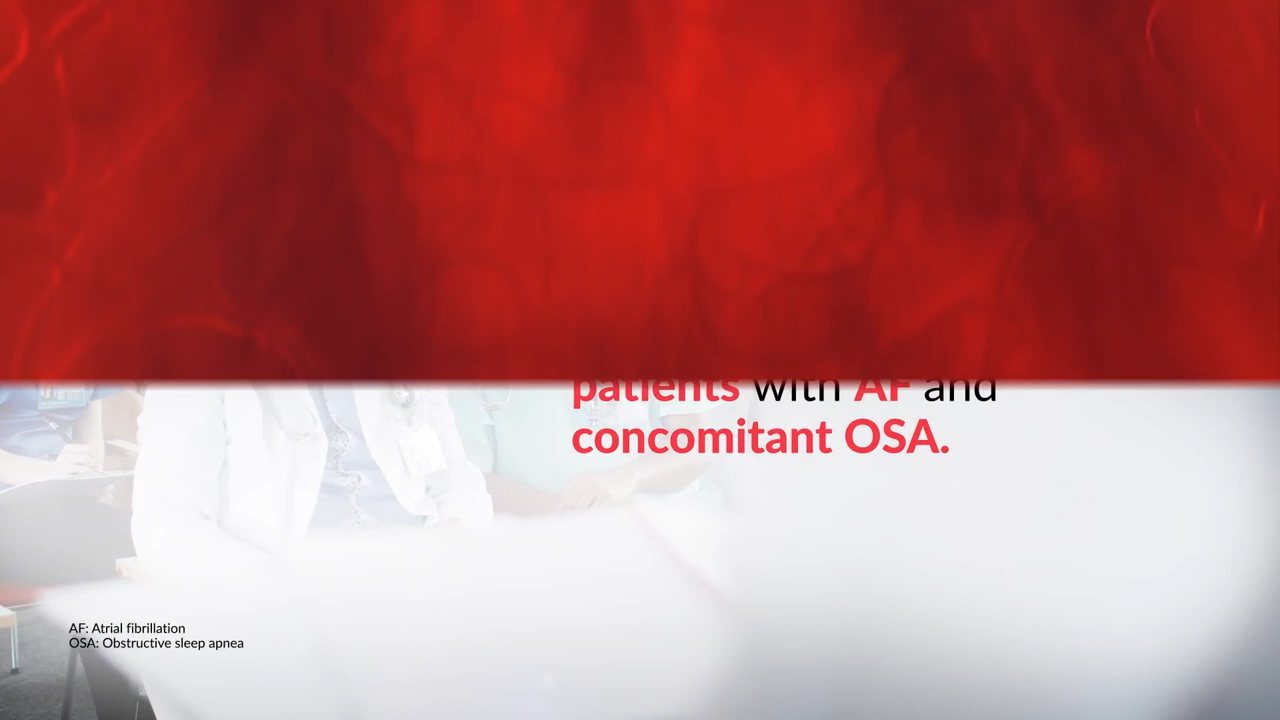 patients with AF and
concomitant OSA.
AF: Atrial fibrillation
OSA: Obstructive sleep apnea